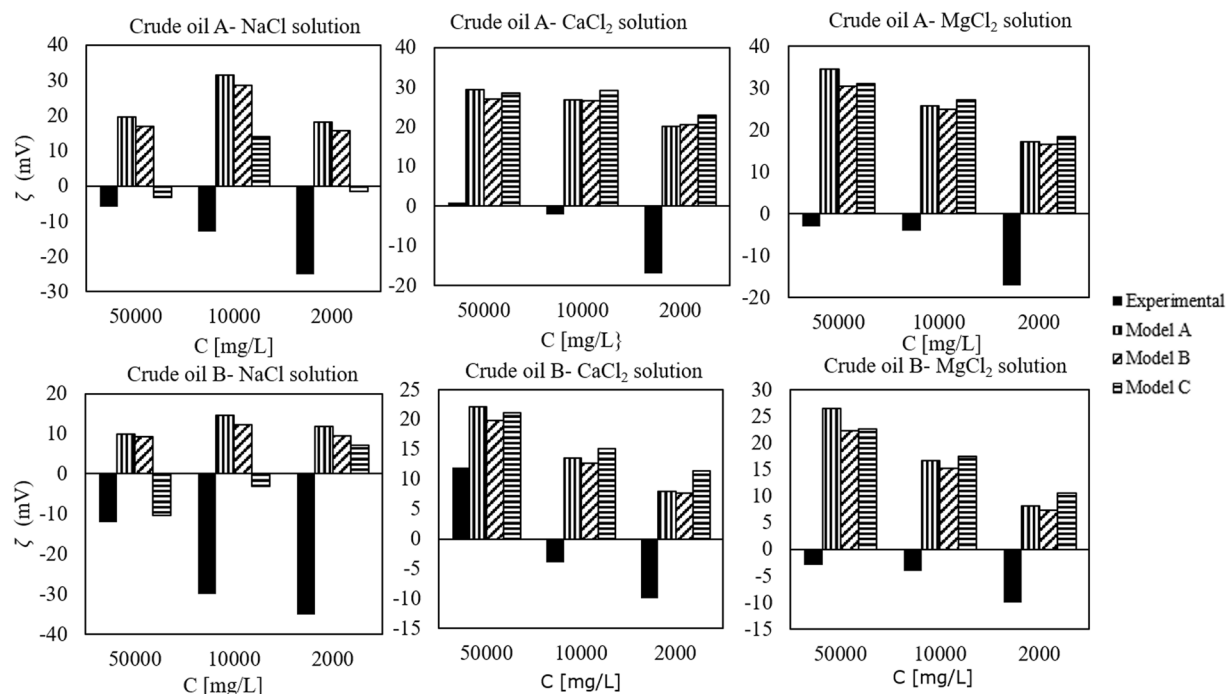 Crude oil A- NaCl solution
40
30
20
10
0
-10
-20
-30
ζ (mV)
50000 10000 2000
C [mg/L]
Crude oil A- CaCl₂ solution
40
30
20
10
0
-10
-20
50000 10000 2000
C [mg/L}
Crude oil A- MgCl₂ solution
40
30
20
10
0
-10
-20
50000 10000 2000
C [mg/L]
Experimental
Model A
Model B
Model C
Crude oil B- NaCl solution
20
10
0
-10
-20
-30
-40
ζ (mV)
50000 10000 2000
C [mg/L]
Crude oil B- CaCl₂ solution
25
20
15
10
5
0
-5
-10
-15
50000 10000 2000
C [mg/L]
Crude oil B- MgCl₂ solution
30
25
20
15
10
5
0
-5
-10
-15
50000 10000 2000
C [mg/L]